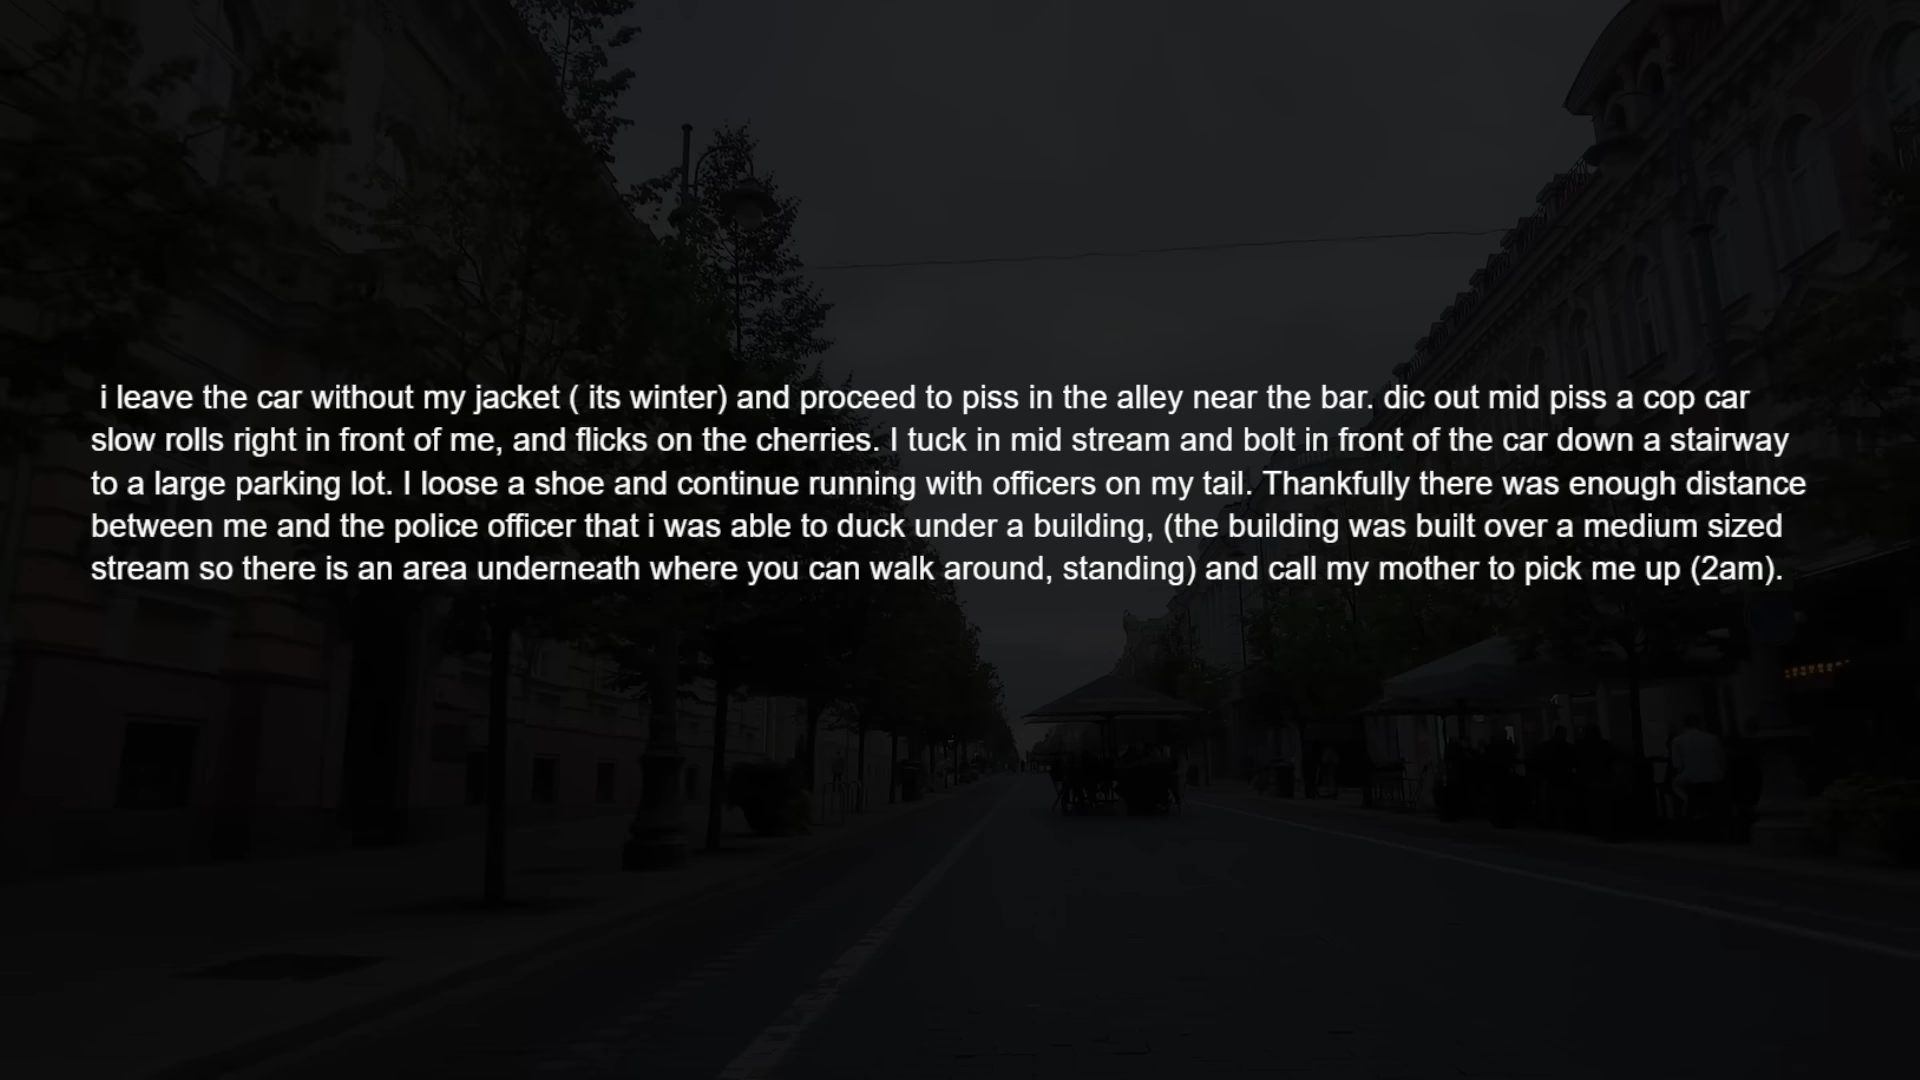 i leave the car without my jacket ( its winter) and proceed to piss in the alley near the bar. dic out mid piss a cop car
slow rolls right in front of me, and flicks on the cherries. I tuck in mid stream and bolt in front of the car down a stairway
to a large parking lot. I loose a shoe and continue running with officers on my tail. Thankfully there was enough distance
between me and the police officer that i was able to duck under a building, (the building was built over a medium sized
stream so there is an area underneath where you can walk around, standing) and call my mother to pick me up (2am).